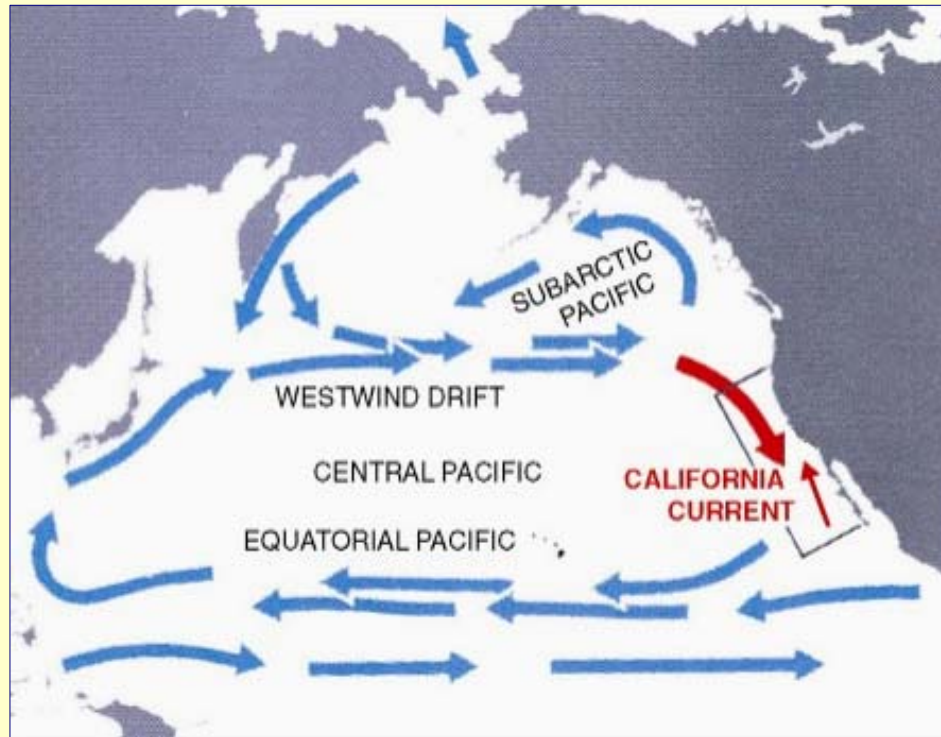 SUBARCTIC
PACIFIC
WESTWIND DRIFT
CENTRAL PACIFIC
CALIFORNIA
CURRENT
EQUATORIAL PACIFIC